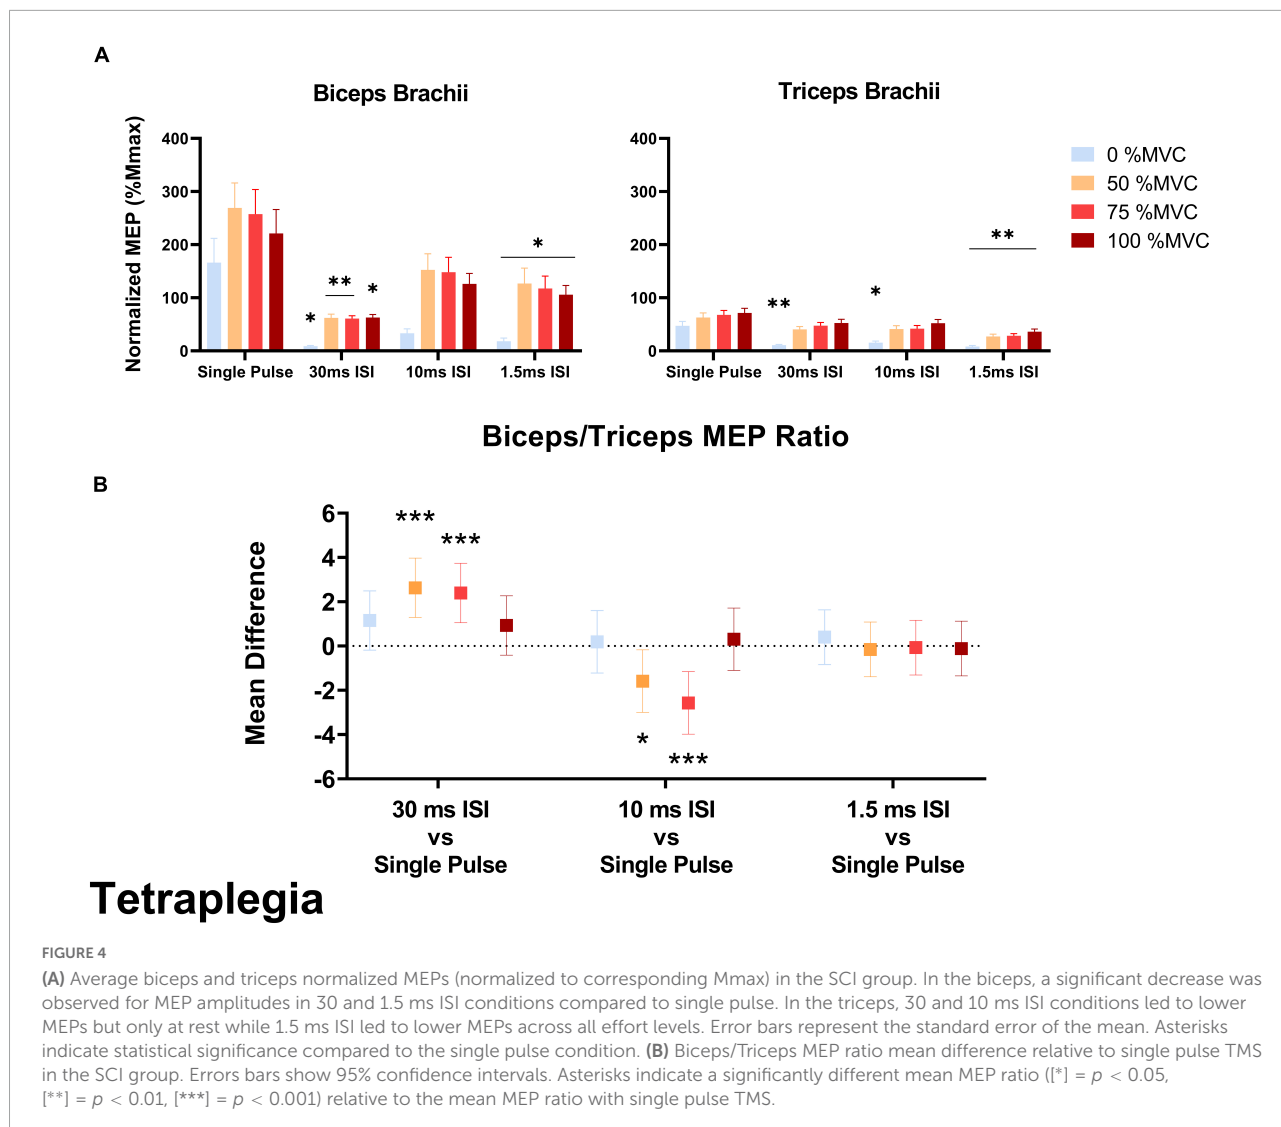 A
Biceps Brachii
Triceps Brachii
Normalized MEP (%Mmax)
400
300
200
100
0
*
**
*
*
Single Pulse
30ms ISI
10ms ISI
1.5ms ISI
400
300
200
100
0
**
*
**
Single Pulse
30ms ISI
10ms ISI
1.5ms ISI
0 %MVC
50 %MVC
75 %MVC
100 %MVC
Biceps/Triceps MEP Ratio
B
Mean Difference
6
4
2
0
-2
-4
-6
***
***
*
***
30 ms ISI
vs
Single Pulse
10 ms ISI
vs
Single Pulse
1.5 ms ISI
vs
Single Pulse
Tetraplegia
FIGURE 4
(A) Average biceps and triceps normalized MEPs (normalized to corresponding Mmax) in the SCI group. In the biceps, a significant decrease was
observed for MEP amplitudes in 30 and 1.5 ms ISI conditions compared to single pulse. In the triceps, 30 and 10 ms ISI conditions led to lower
MEPs but only at rest while 1.5 ms ISI led to lower MEPs across all effort levels. Error bars represent the standard error of the mean. Asterisks
indicate statistical significance compared to the single pulse condition. (B) Biceps/Triceps MEP ratio mean difference relative to single pulse TMS
in the SCI group. Errors bars show 95% confidence intervals. Asterisks indicate a significantly different mean MEP ratio ([*] = p < 0.05,
[**] = p < 0.01, [***] = p < 0.001) relative to the mean MEP ratio with single pulse TMS.